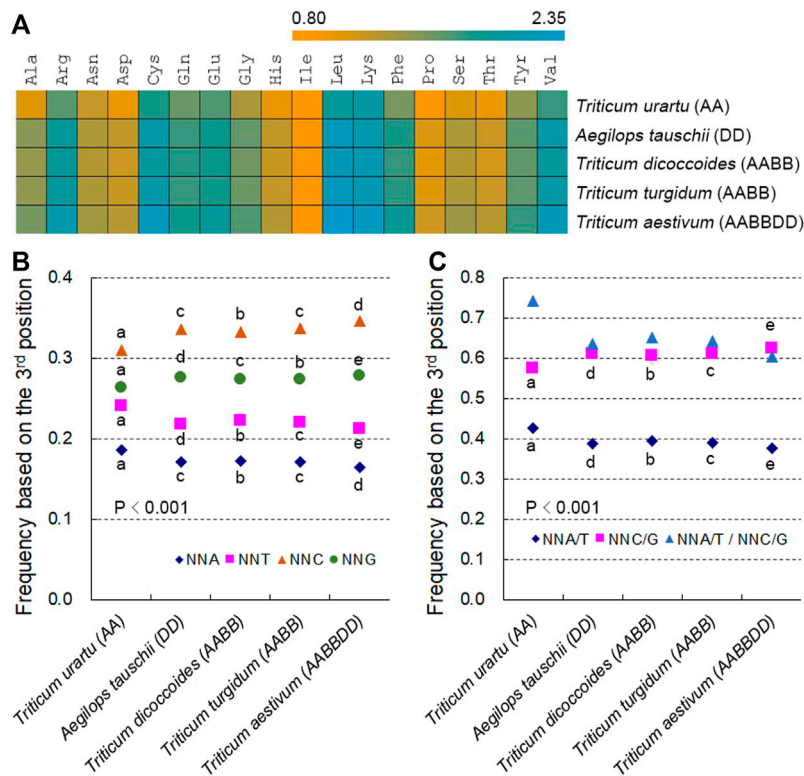 A
0.80 2.35
Ala Arg Asn Asp Cys Gln Glu Gly His Ile Leu Lys Phe Pro Ser Thr Tyr Val
Triticum urartu (AA)
Aegilops tauschii (DD)
Triticum dicoccoides (AABB)
Triticum turgidum (AABB)
Triticum aestivum (AABBDD)
B
Frequency based on the 3rd position
0.4
0.3
0.2
0.1
0.0
a c b c d
a d c b e
a d b c e
a c b c d
P < 0.001
NNA NNT NNC NNG
Triticum urartu (AA)
Aegilops tauschii (DD)
Triticum dicoccoides (AABB)
Triticum turgidum (AABB)
Triticum aestivum (AABBDD)
C
Frequency based on the 3rd position
0.8
0.7
0.6
0.5
0.4
0.3
0.2
0.1
0.0
a d b c e
a d b c e
P < 0.001
NNA/T NNC/G NNA/T / NNC/G
Triticum urartu (AA)
Aegilops tauschii (DD)
Triticum dicoccoides (AABB)
Triticum turgidum (AABB)
Triticum aestivum (AABBDD)